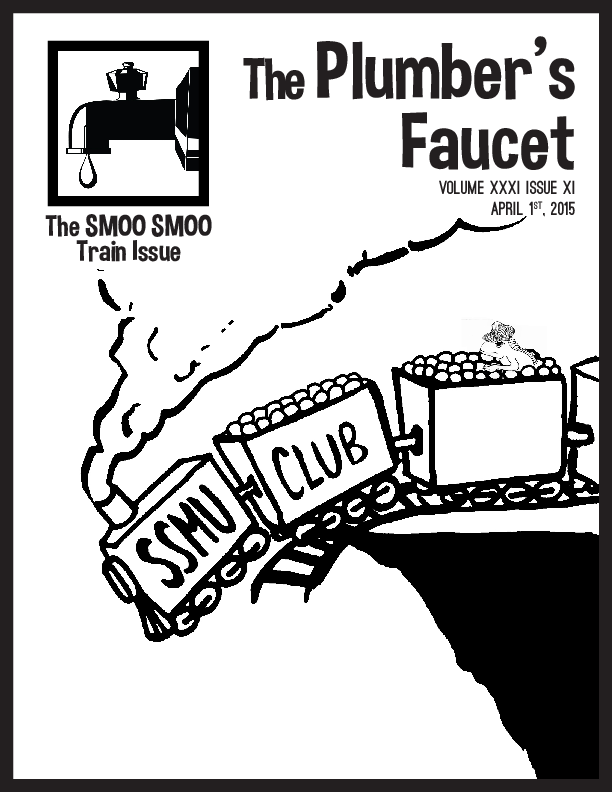 The Plumber's
Faucet
VOLUME XXXI ISSUE XI
APRIL 1ST, 2015
The SMOO SMOO
Train Issue
SSMU
CLUB